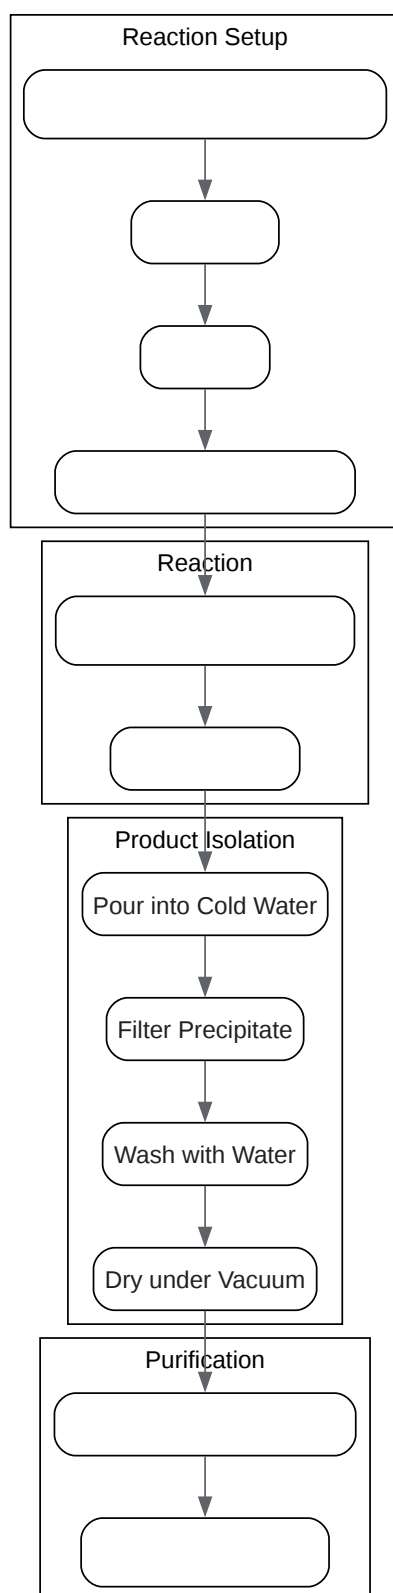 Reaction Setup
Reaction
Product Isolation
Pour into Cold Water
Filter Precipitate
Wash with Water
Dry under Vacuum
Purification